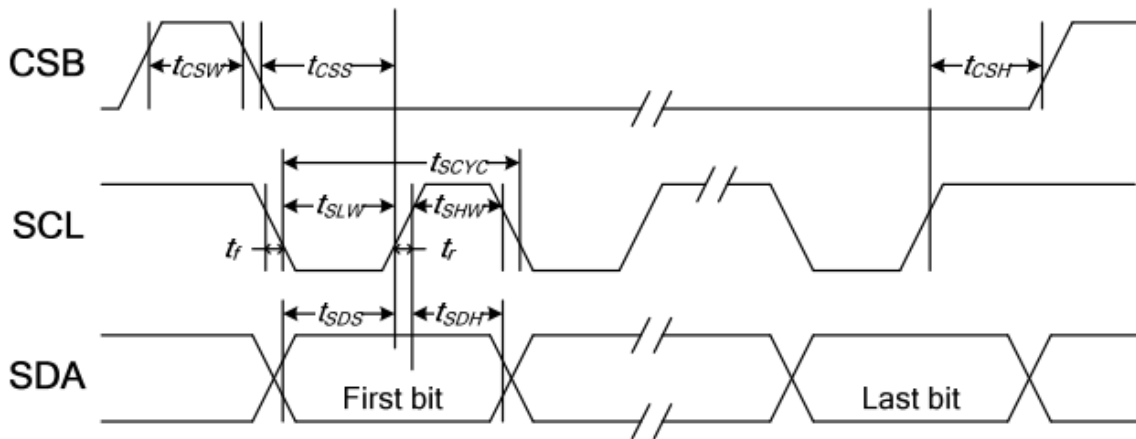 CSB
tCSW
tCSS
tCSH
tSCYC
SCL
tSLW
tSHW
tf
tr
tSDS
tSDH
SDA
First bit
Last bit